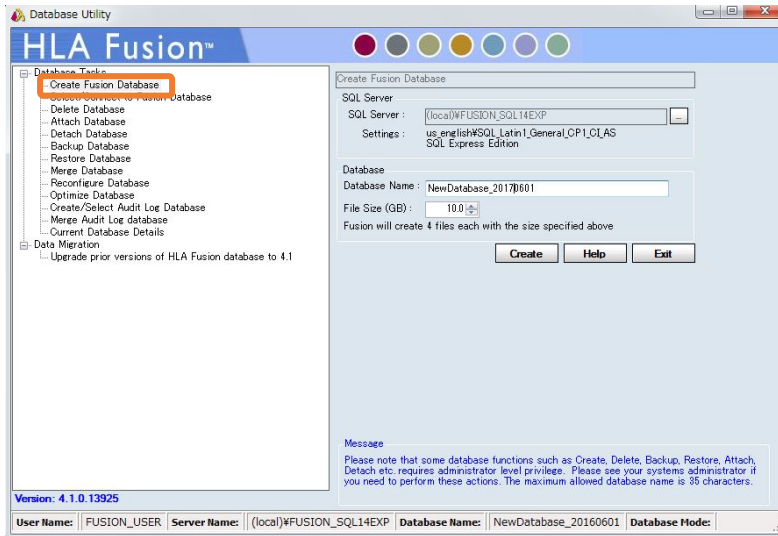 Database Utility
HLA Fusion™
Database Tasks
Create Fusion Database
Select/Connect to Fusion Database
Delete Database
Attach Database
Detach Database
Backup Database
Restore Database
Merge Database
Reconfigure Database
Optimize Database
Create/Select Audit Log Database
Merge Audit Log database
Current Database Details
Data Migration
Upgrade prior versions of HLA Fusion database to 4.1
Version: 4.1.0.13925
Create Fusion Database
SQL Server
SQL Server : (local)¥FUSION_SQL14EXP ...
Settings : us_english¥SQL_Latin1_General_CP1_CI_AS
SQL Express Edition
Database
Database Name : NewDatabase_20170601
File Size (GB) : 10.0
Fusion will create 4 files each with the size specified above
Create Help Exit
Message
Please note that some database functions such as Create, Delete, Backup, Restore, Attach,
Detach etc. requires administrator level privilege. Please see your systems administrator if
you need to perform these actions. The maximum allowed database name is 35 characters.
User Name: FUSION_USER Server Name: (local)¥FUSION_SQL14EXP Database Name: NewDatabase_20160601 Database Mode: